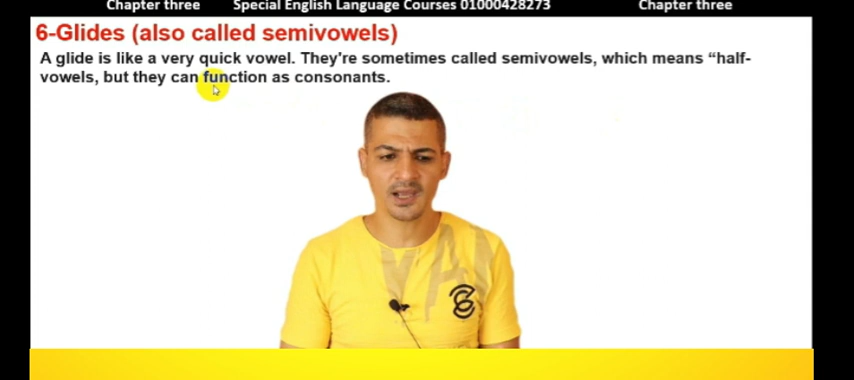 Chapter three Special English Language Courses 01000428273 Chapter three
6-Glides (also called semivowels)
A glide is like a very quick vowel. They're sometimes called semivowels, which means “half-
vowels, but they can function as consonants.